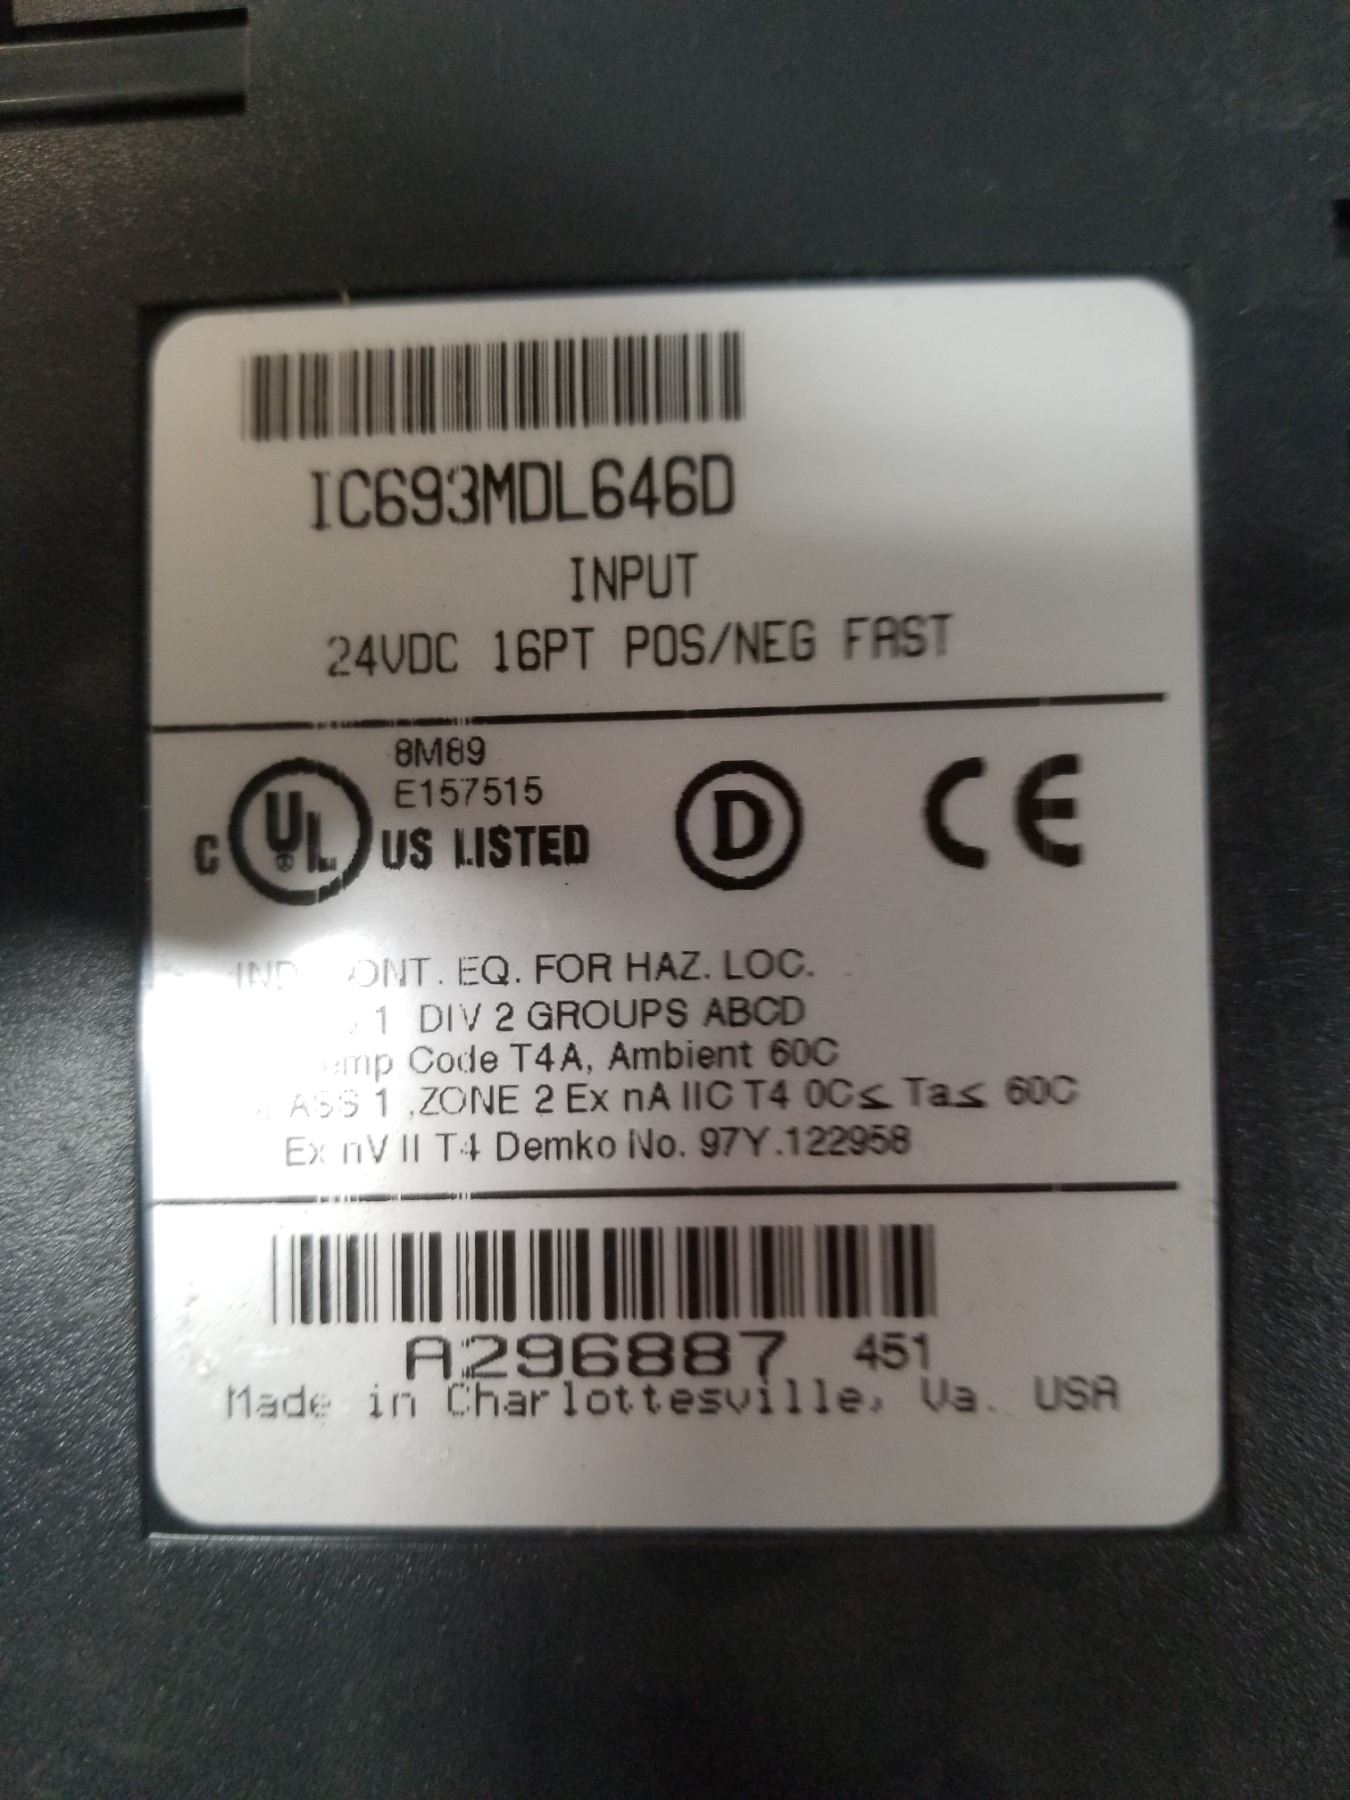 IC693MDL646D
INPUT
24VDC 16PT POS/NEG FAST
8M89
E157515
C UL US LISTED
D
CE
EQ. FOR HAZ. LOC.
1 DIV 2 GROUPS ABCD
Code T4A, Ambient 60C
1 ,ZONE 2 Ex nA IIC T4 0C≤ Ta≤ 60C
Ex nV II T4 Demko No. 97Y.122958
A296887 451
Made in Charlottesville, Va. USA